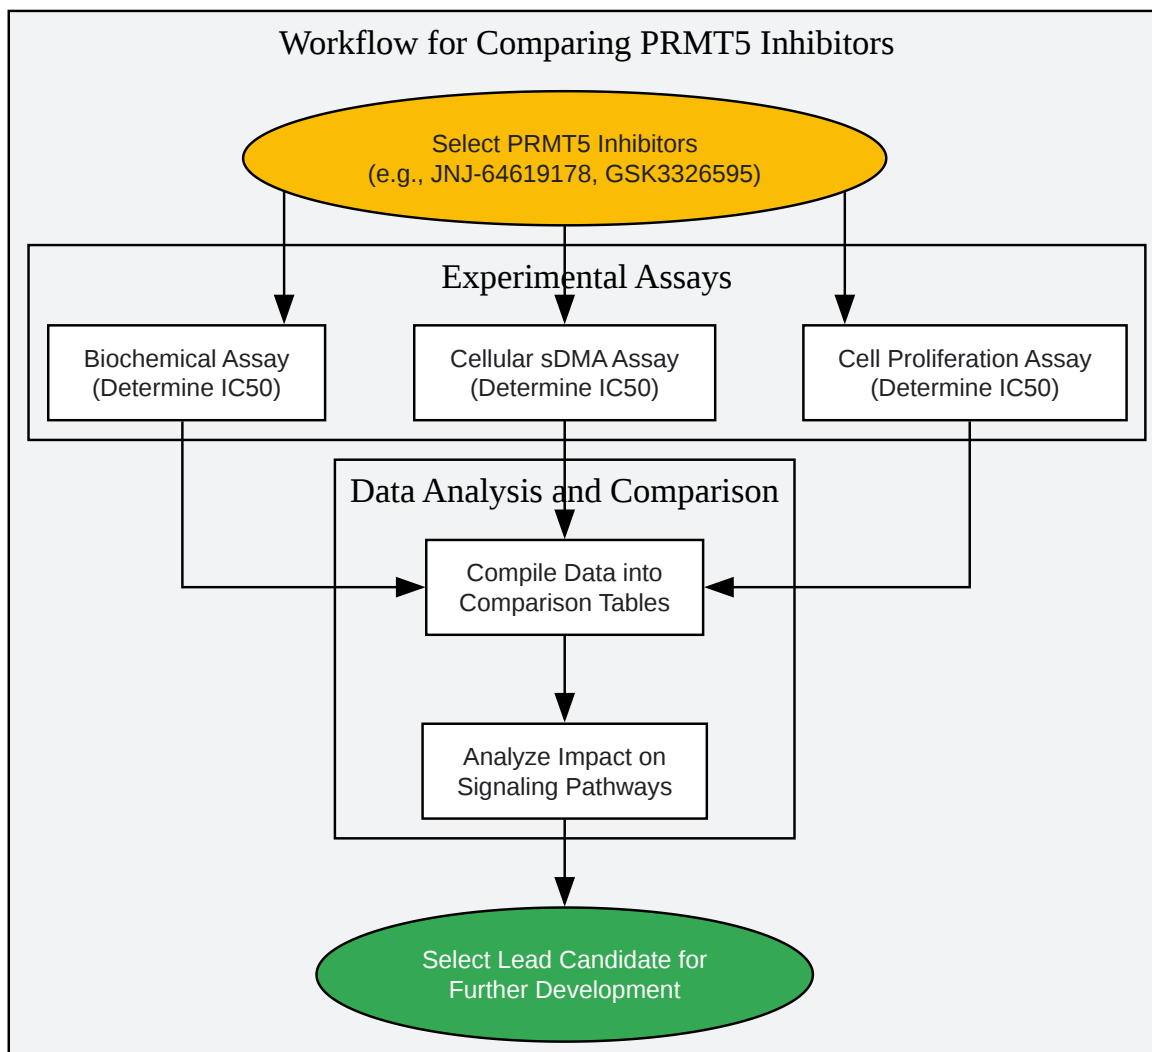 Workflow for Comparing PRMT5 Inhibitors
Select PRMT5 Inhibitors
(e.g., JNJ-64619178, GSK3326595)
Experimental Assays
Biochemical Assay
(Determine IC50)
Cellular sDMA Assay
(Determine IC50)
Cell Proliferation Assay
(Determine IC50)
Data Analysis and Comparison
Compile Data into
Comparison Tables
Analyze Impact on
Signaling Pathways
Select Lead Candidate for
Further Development